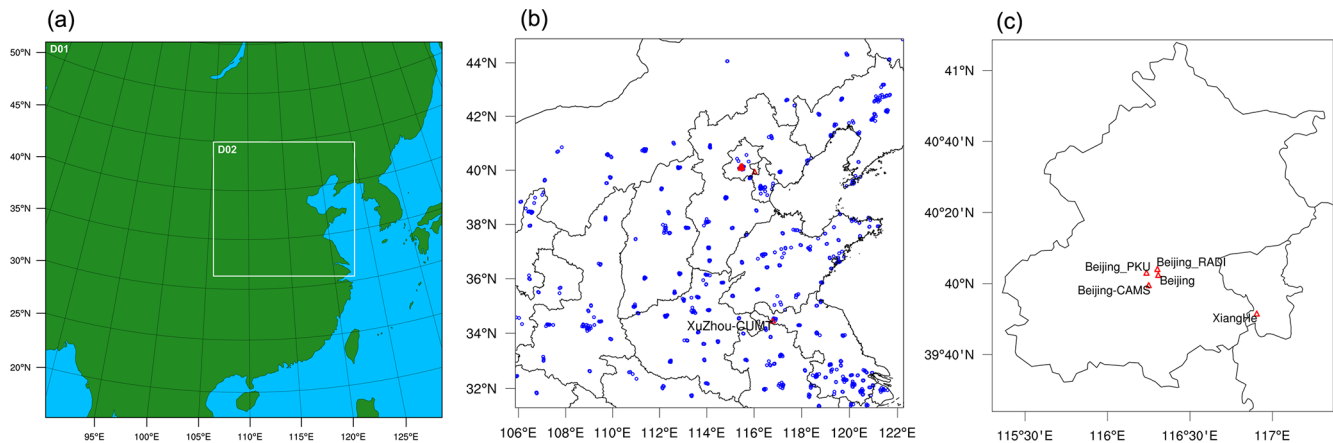 (a)
D01
D02
50°N
45°N
40°N
35°N
30°N
25°N
20°N
95°E
100°E
105°E
110°E
115°E
120°E
125°E
(b)
44°N
42°N
40°N
38°N
36°N
34°N
32°N
XuZhou-CUMT
106°E
108°E
110°E
112°E
114°E
116°E
118°E
120°E
122°E
(c)
41°N
40°40'N
40°20'N
40°N
39°40'N
Beijing_PKU
Beijing_RADI
Beijing
Beijing-CAMS
XiangHe
115°30'E
116°E
116°30'E
117°E